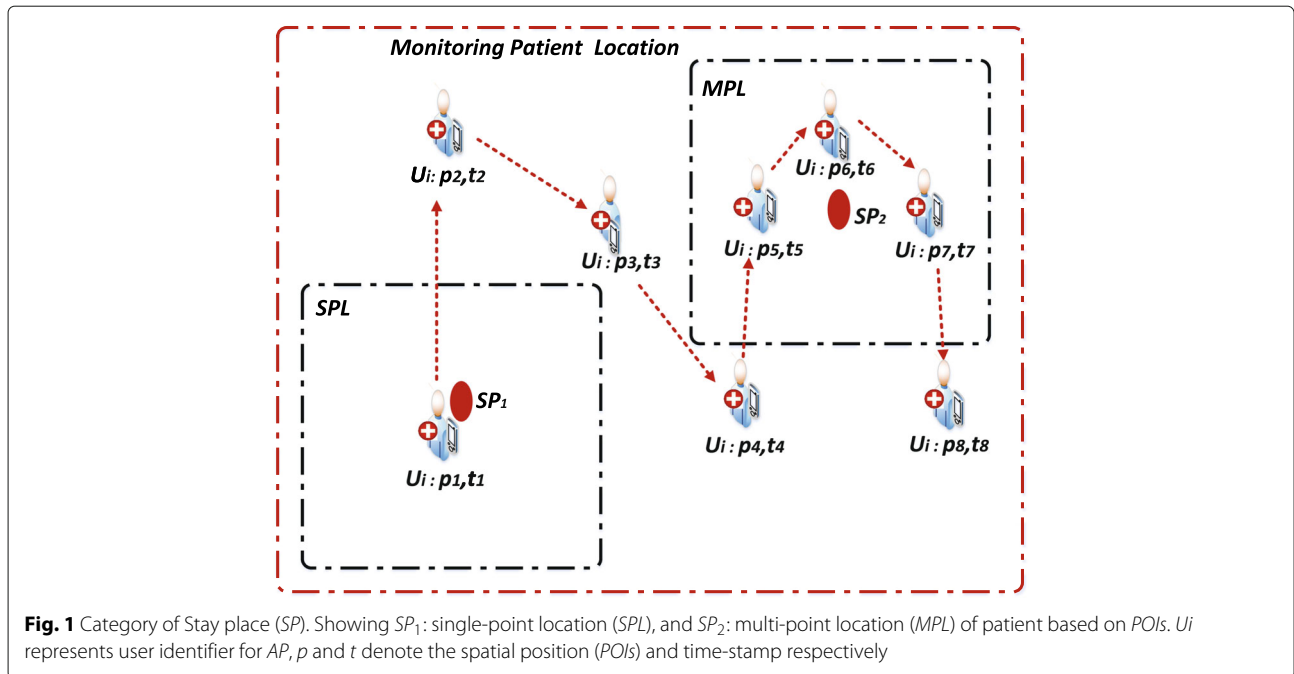 Monitoring Patient Location
MPL
Ui: p2,t2
Ui : p6,t6
SP2
Ui : p3,t3
Ui : p5,t5
Ui : p7,t7
SPL
SP1
Ui : p4,t4
Ui : p8,t8
Ui : p1,t1
Fig. 1 Category of Stay place (SP). Showing SP1: single-point location (SPL), and SP2: multi-point location (MPL) of patient based on POIs. Ui
represents user identifier for AP, p and t denote the spatial position (POIs) and time-stamp respectively